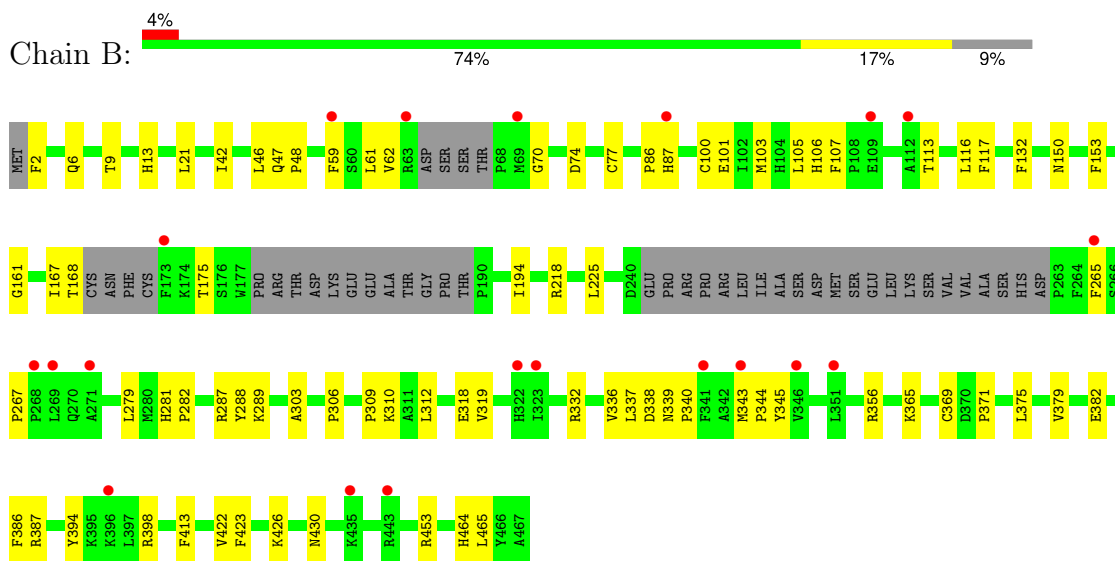 4%
Chain B:
74% 17% 9%
MET F2 Q6 T9 H13 L21 I42 L46 Q47 P48 F59 S60 L61 V62 R63 ASP SER SER THR P68 M69 G70 D74 C77 P86 H87 C100 E101 I102 M103 H104 L105 H106 F107 P108 E109 A112 T113 L116 F117 F132 N150 F153
G161 I167 T168 CYS ASN PHE CYS F173 K174 T175 S176 W177 PRO ARG THR ASP LYS GLU GLU ALA THR GLY PRO THR P190 I194 R218 L225 D240 GLU PRO ARG PRO ARG LEU ILE ALA SER ASP MET SER GLU LEU LYS SER VAL VAL ALA SER HIS ASP P263 F264 F265 S266
P267 P268 L269 Q270 A271 L279 M280 H281 P282 R287 Y288 K289 A303 P306 P309 K310 A311 L312 E318 V319 H322 I323 R332 V336 L337 D338 N339 P340 F341 A342 M343 P344 Y345 V346 L351 R356 K365 C369 D370 P371 L375 V379 E382
F386 R387 Y394 K395 K396 L397 R398 F413 V422 F423 K426 N430 K435 R443 R453 H464 L465 Y466 A467